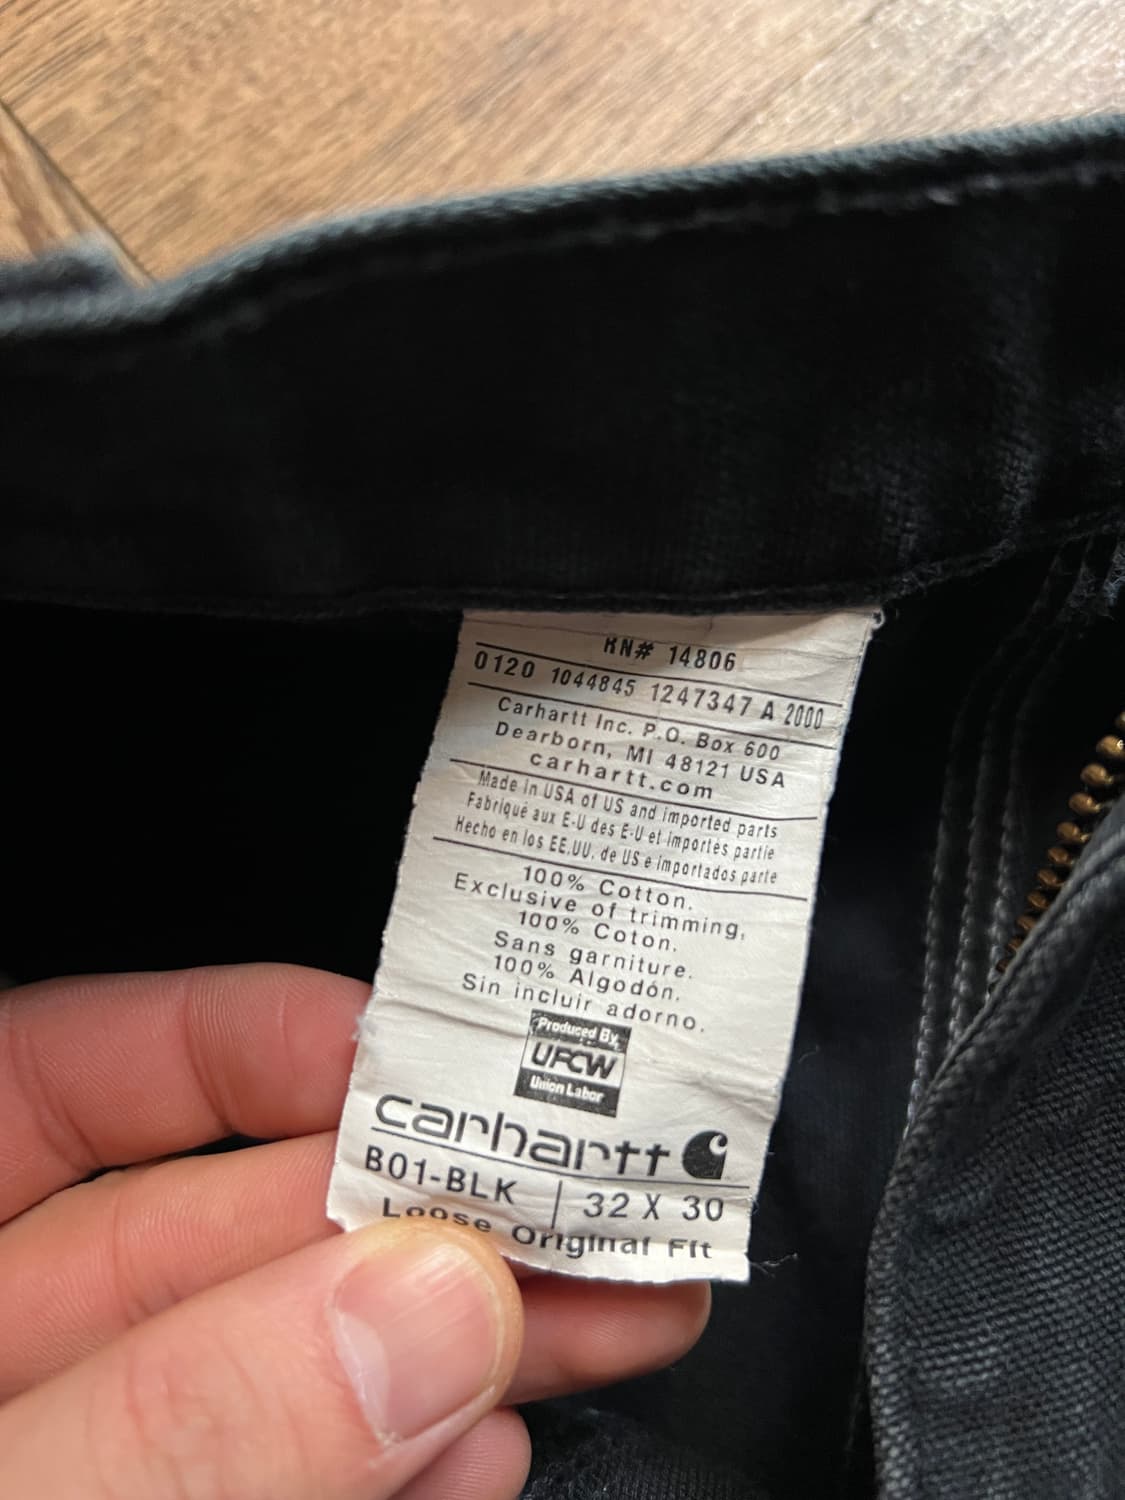 RN# 14806
0120 1044845 1247347 A 2000
Carhartt Inc. P.O. Box 600
Dearborn, MI 48121 USA
carhartt.com
Made in USA of US and imported parts
Fabriqué aux E-U des E-U et importés partie
Hecho en los EE.UU. de US e importados parte
100% Cotton.
Exclusive of trimming,
100% Coton.
Sans garniture.
100% Algodón.
Sin incluir adorno.
Produced By
UFCW
Union Labor
carhartt
B01-BLK | 32 X 30
Loose Original Fit